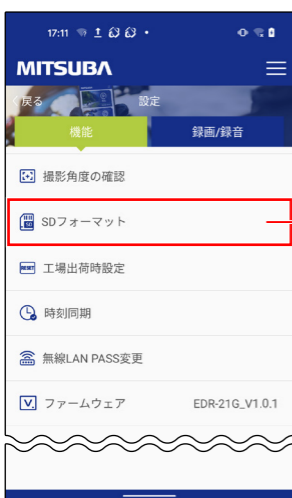 17:11
MITSUBA
戻る 設定
機能 録画/録音
撮影角度の確認
SDフォーマット
工場出荷時設定
時刻同期
無線LAN PASS変更
ファームウェア EDR-21G_V1.0.1